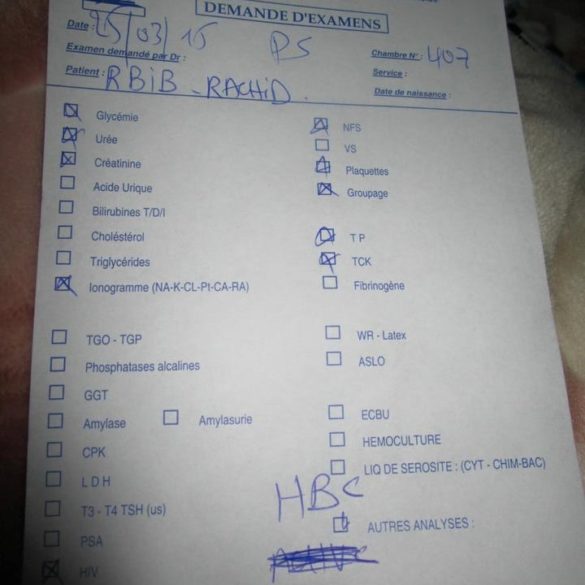 DEMANDE D'EXAMENS
Date : 25/03/15 PS
Examen demandé par Dr :
Chambre N° : 407
Service :
Patient : RBiB - RACHiD.
Date de naissance :
Glycémie
NFS
Urée
VS
Créatinine
Plaquettes
Acide Urique
Groupage
Bilirubines T/D/I
Choléstérol
T P
Triglycérides
TCK
Ionogramme (NA-K-CL-Pt-CA-RA)
Fibrinogène
TGO - TGP
WR - Latex
Phosphatases alcalines
ASLO
GGT
Amylase
Amylasurie
ECBU
CPK
HEMOCULTURE
L D H
LIQ DE SEROSITE : (CYT - CHIM-BAC)
T3 - T4 TSH (us)
HBC
AUTRES ANALYSES :
PSA
HIV